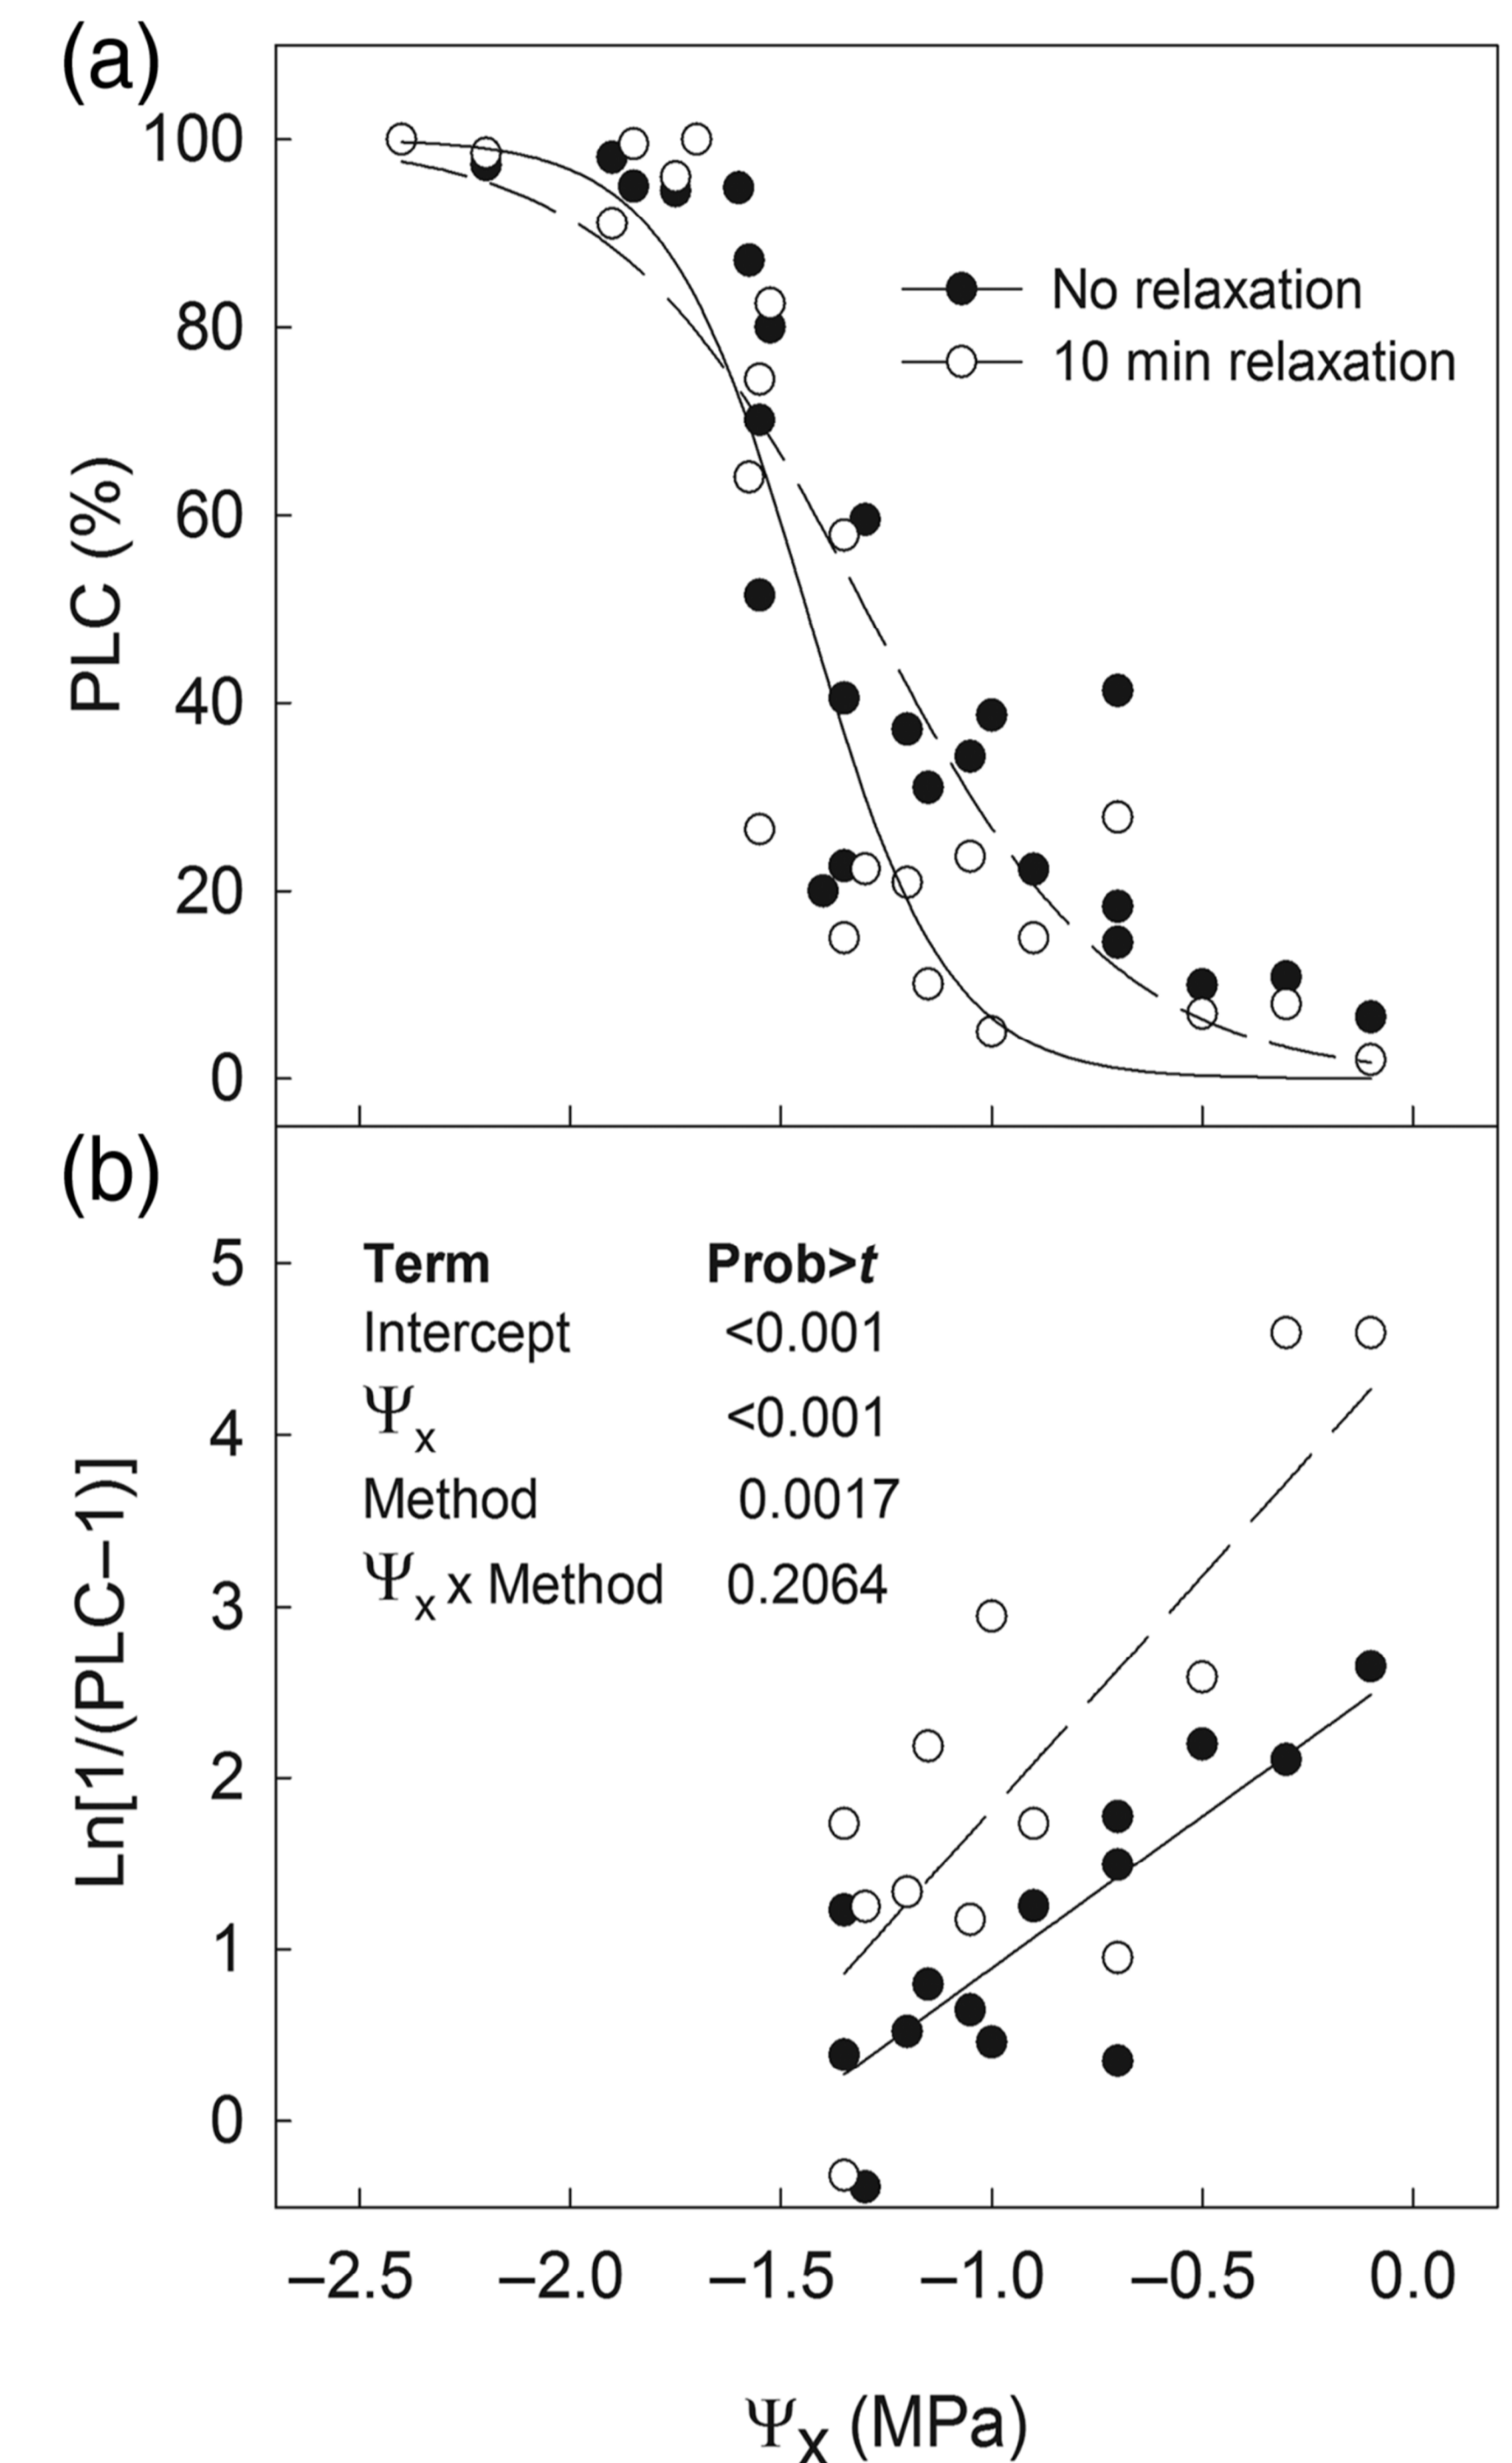 (a)
100
80
60
40
20
0
PLC (%)
No relaxation
10 min relaxation
(b)
5
4
3
2
1
0
Ln[1/(PLC–1)]
Term Prob>t
Intercept <0.001
Ψx <0.001
Method 0.0017
Ψx x Method 0.2064
–2.5 –2.0 –1.5 –1.0 –0.5 0.0
Ψx (MPa)